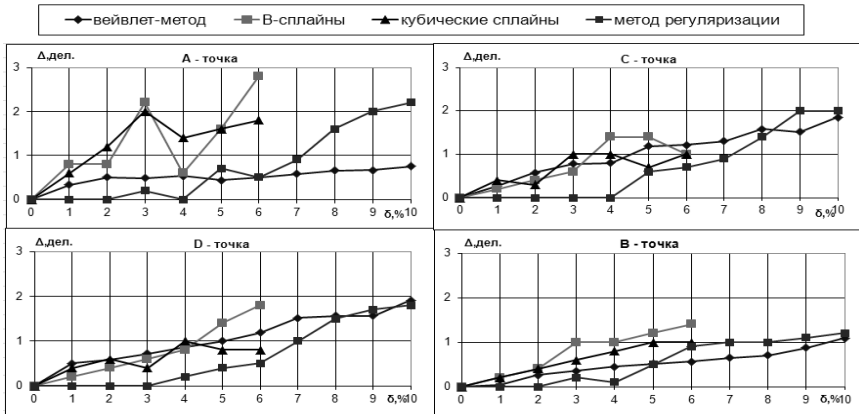 вейвлет-метод В-сплайны кубические сплайны метод регуляризации
Δ,дел. А - точка
3
2
1
0
0 1 2 3 4 5 6 7 8 9 10
δ,%
Δ,дел. С - точка
3
2
1
0
0 1 2 3 4 5 6 7 8 9 10
δ,%
Δ,дел. D - точка
3
2
1
0
0 1 2 3 4 5 6 7 8 9 10
δ,%
Δ,дел. В - точка
3
2
1
0
0 1 2 3 4 5 6 7 8 9 10
δ,%